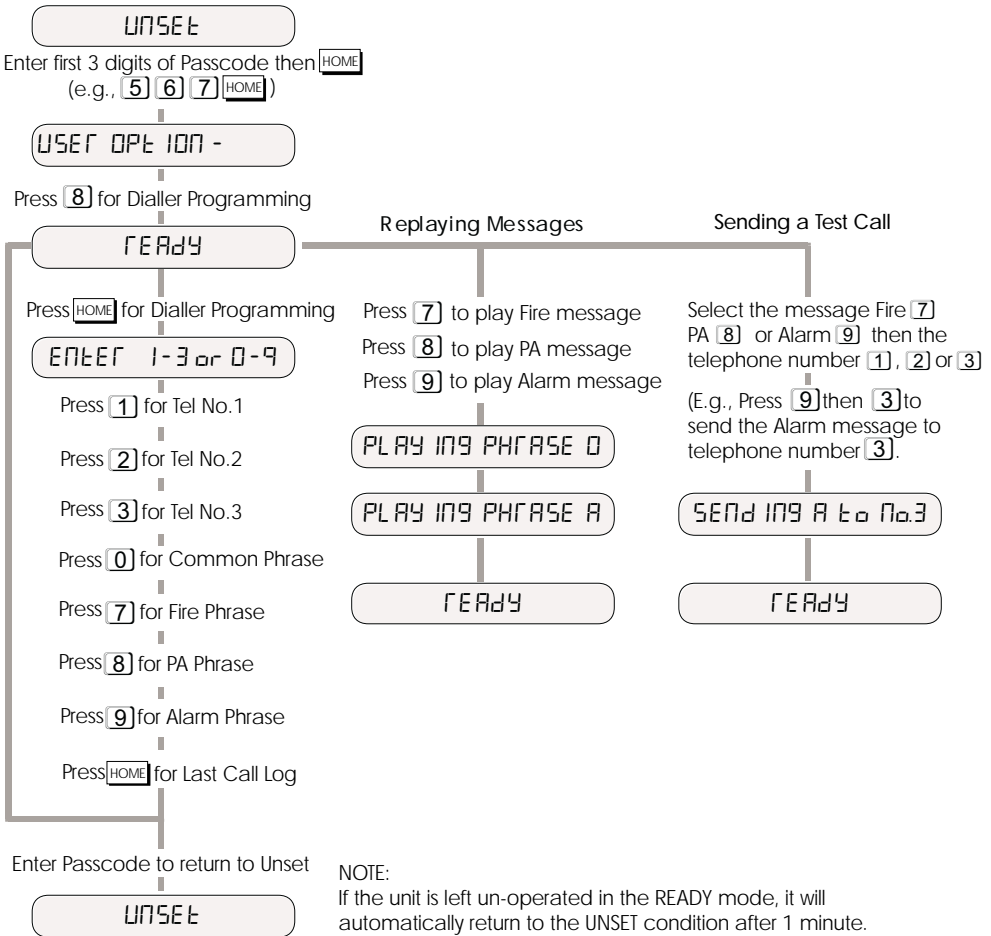 UNSEt
Enter first 3 digits of Passcode then HOME
(e.g., 5 6 7 HOME)
USEr OPtION -
Press 8 for Dialler Programming
rEAdY
Press HOME for Dialler Programming
ENtEr 1-3 or 0-9
Press 1 for Tel No.1
Press 2 for Tel No.2
Press 3 for Tel No.3
Press 0 for Common Phrase
Press 7 for Fire Phrase
Press 8 for PA Phrase
Press 9 for Alarm Phrase
Press HOME for Last Call Log
Enter Passcode to return to Unset
UNSEt
Replaying Messages
Press 7 to play Fire message
Press 8 to play PA message
Press 9 to play Alarm message
PLAYING PHrASE 0
PLAYING PHrASE A
rEAdY
Sending a Test Call
Select the message Fire 7
PA 8 or Alarm 9 then the
telephone number 1, 2 or 3
(E.g., Press 9 then 3 to
send the Alarm message to
telephone number 3.
SENdING A to No.3
rEAdY
NOTE:
If the unit is left un-operated in the READY mode, it will
automatically return to the UNSET condition after 1 minute.